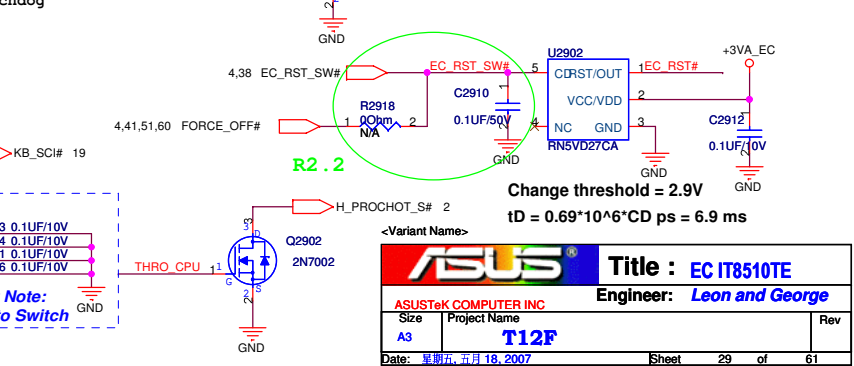 chdog
GND
4,38 EC_RST_SW#
EC_RST_SW#
4,41,51,60 FORCE_OFF#
1 R2918 2
0Ohm
N/A
R2.2
C2910
1
2
0.1UF/50V
GND
U2902
5 CD RST/OUT 1 EC_RST#
VCC/VDD 2
4 NC GND 3
RN5VD27CA
+3VA_EC
C2912
1
2
0.1UF/10V
GND
GND
KB_SCI# 19
Change threshold = 2.9V
tD = 0.69*10^6*CD ps = 6.9 ms
3 0.1UF/10V
4 0.1UF/10V
1 0.1UF/10V
6 0.1UF/10V
GND
Note:
o Switch
THRO_CPU 1 1
G
3 3
D
S
2
2
Q2902
2N7002
H_PROCHOT_S# 2
GND
<Variant Name>
ASUS
ASUSTeK COMPUTER INC
Title : EC IT8510TE
Engineer: Leon and George
Size Project Name Rev
A3 T12F
Date: 星期五, 五月 18, 2007 Sheet 29 of 61